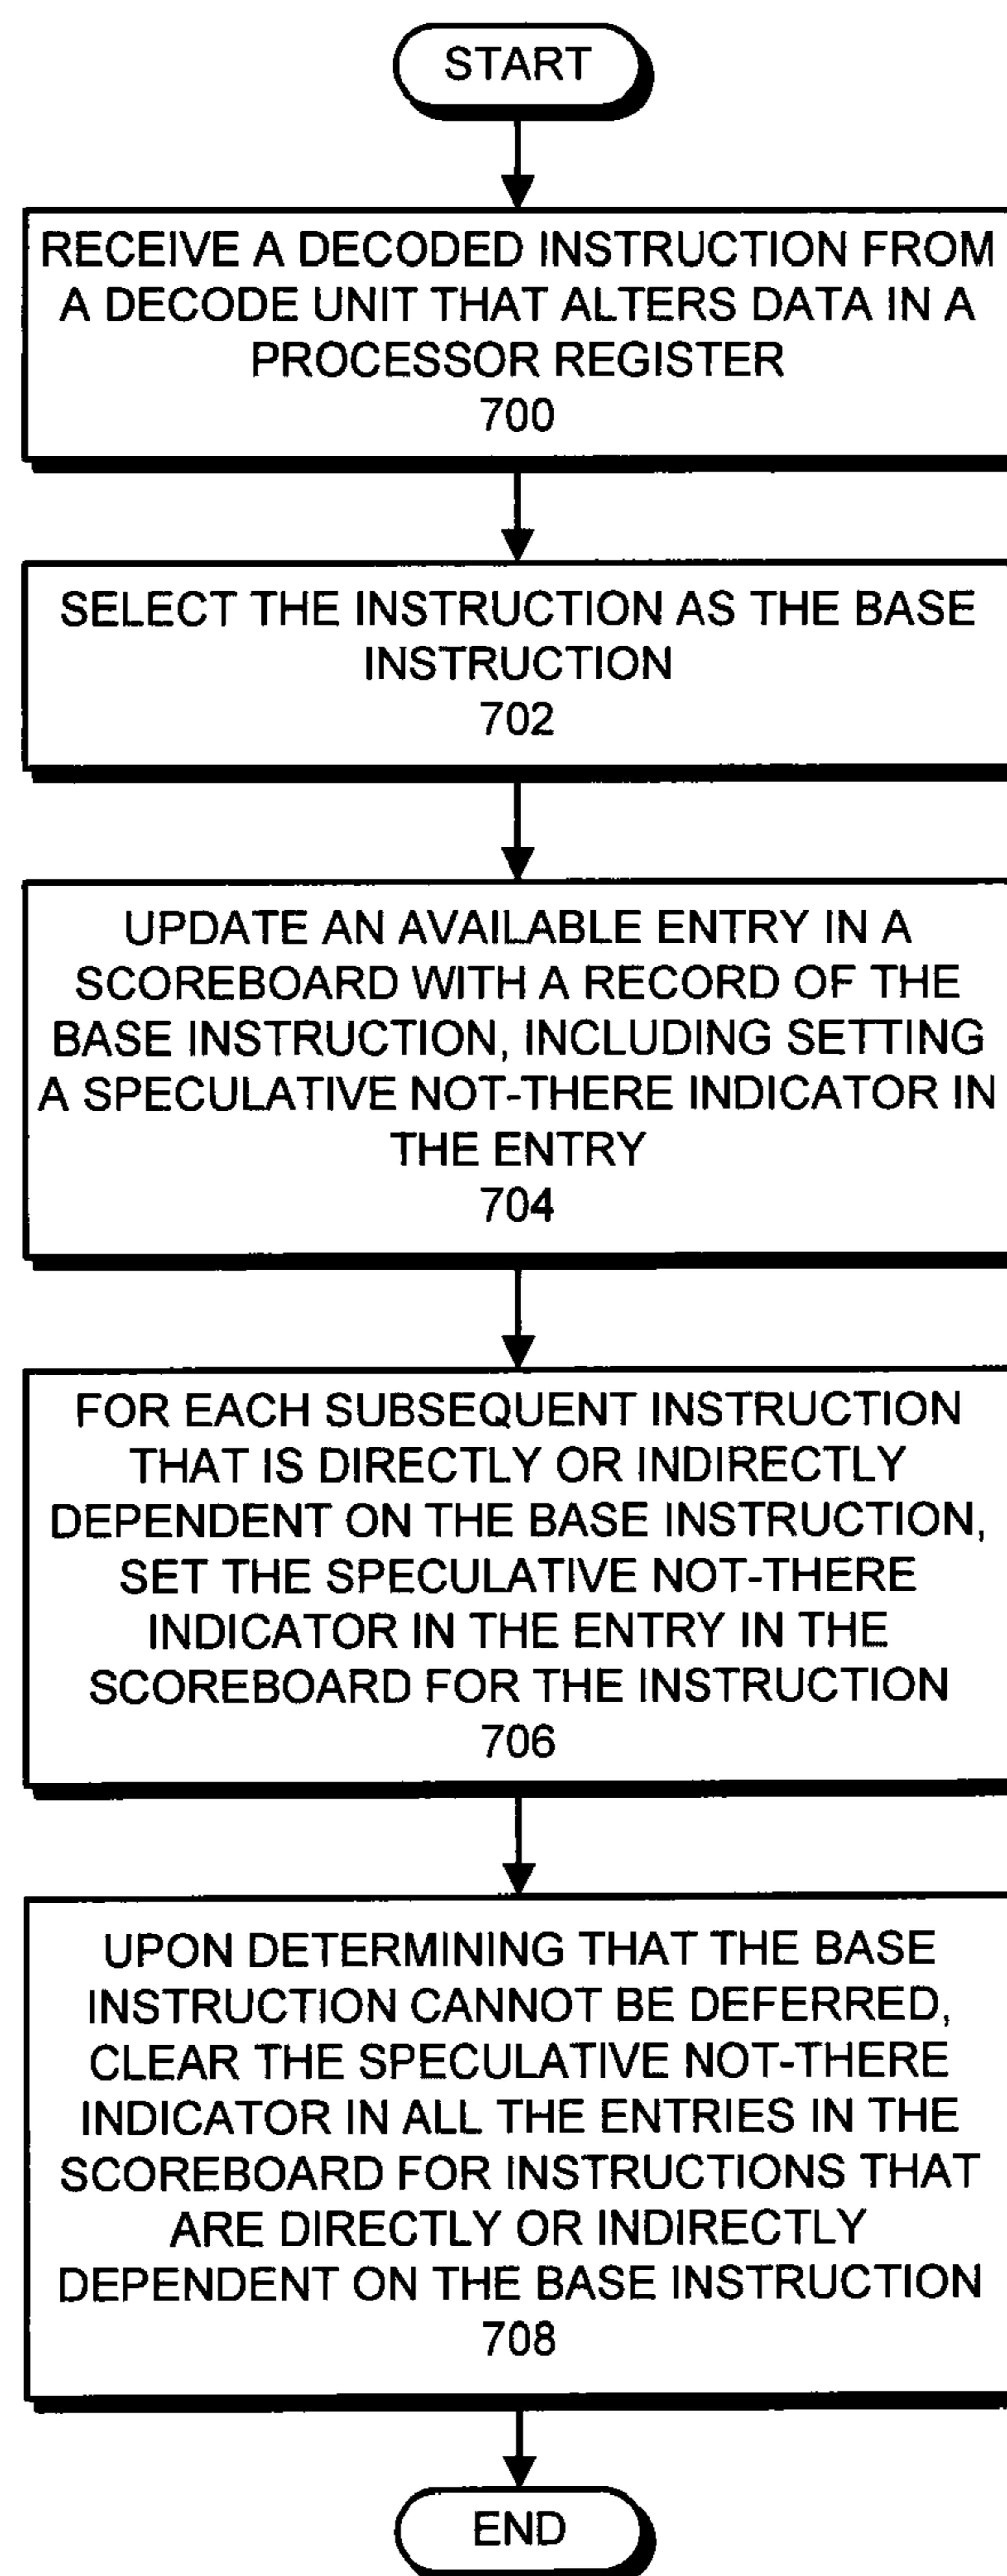 START
RECEIVE A DECODED INSTRUCTION FROM
A DECODE UNIT THAT ALTERS DATA IN A
PROCESSOR REGISTER
700
SELECT THE INSTRUCTION AS THE BASE
INSTRUCTION
702
UPDATE AN AVAILABLE ENTRY IN A
SCOREBOARD WITH A RECORD OF THE
BASE INSTRUCTION, INCLUDING SETTING
A SPECULATIVE NOT-THERE INDICATOR IN
THE ENTRY
704
FOR EACH SUBSEQUENT INSTRUCTION
THAT IS DIRECTLY OR INDIRECTLY
DEPENDENT ON THE BASE INSTRUCTION,
SET THE SPECULATIVE NOT-THERE
INDICATOR IN THE ENTRY IN THE
SCOREBOARD FOR THE INSTRUCTION
706
UPON DETERMINING THAT THE BASE
INSTRUCTION CANNOT BE DEFERRED,
CLEAR THE SPECULATIVE NOT-THERE
INDICATOR IN ALL THE ENTRIES IN THE
SCOREBOARD FOR INSTRUCTIONS THAT
ARE DIRECTLY OR INDIRECTLY
DEPENDENT ON THE BASE INSTRUCTION
708
END